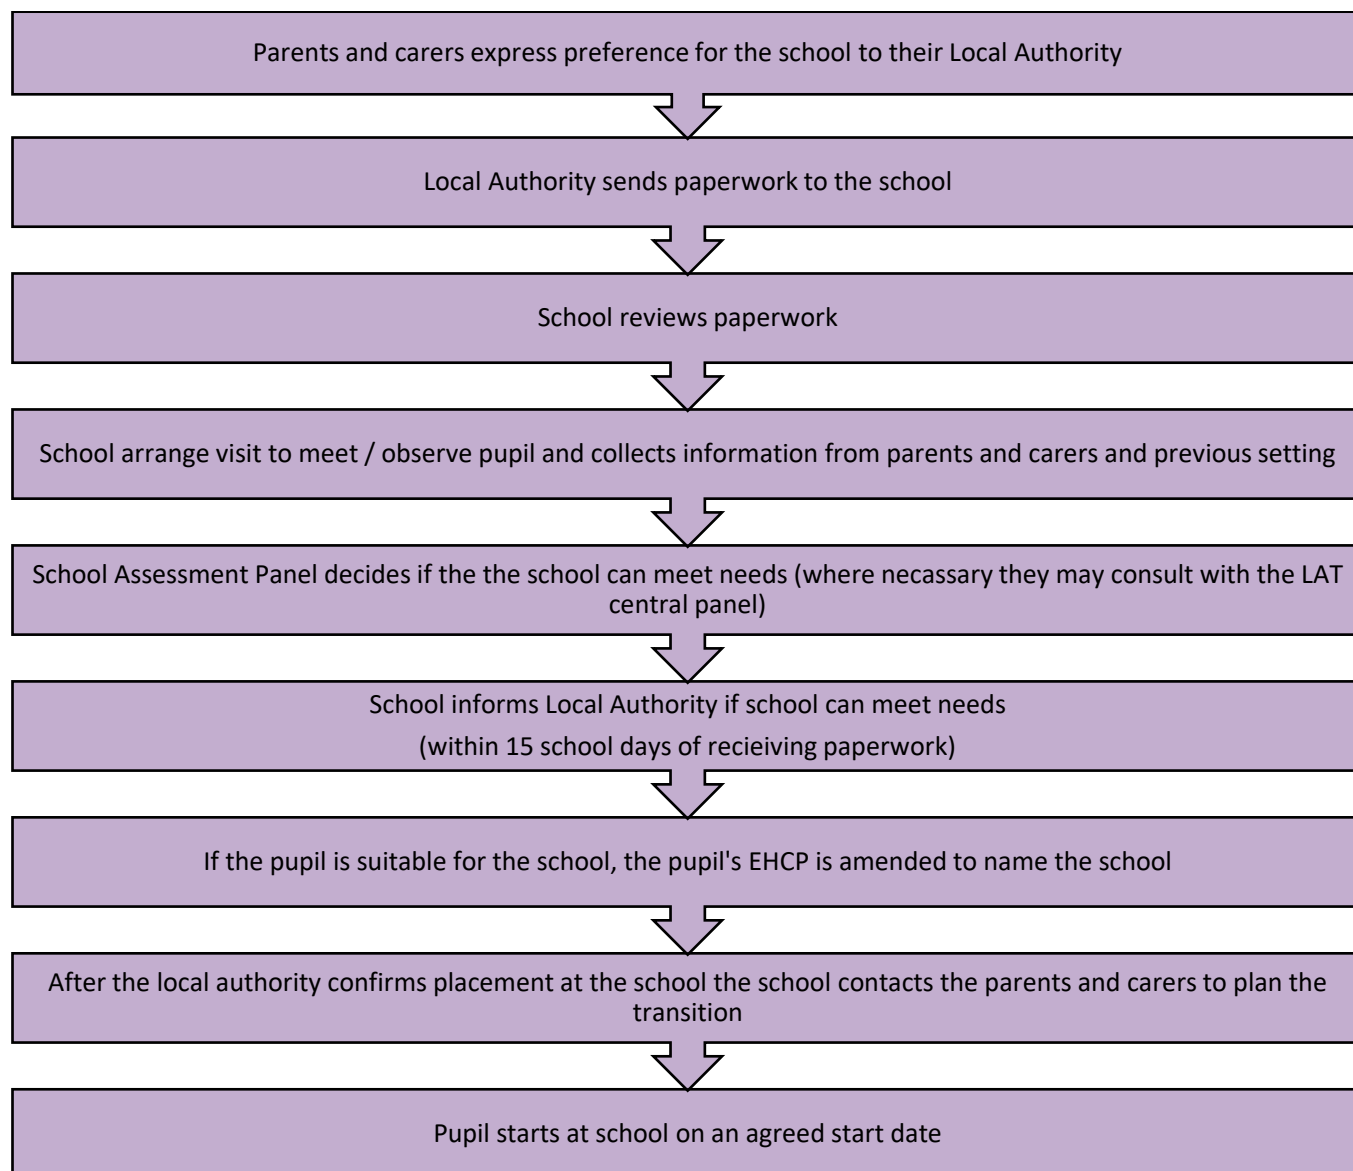 Parents and carers express preference for the school to their Local Authority
Local Authority sends paperwork to the school
School reviews paperwork
School arrange visit to meet / observe pupil and collects information from parents and carers and previous setting
School Assessment Panel decides if the the school can meet needs (where necassary they may consult with the LAT
central panel)
School informs Local Authority if school can meet needs
(within 15 school days of recieiving paperwork)
If the pupil is suitable for the school, the pupil's EHCP is amended to name the school
After the local authority confirms placement at the school the school contacts the parents and carers to plan the
transition
Pupil starts at school on an agreed start date